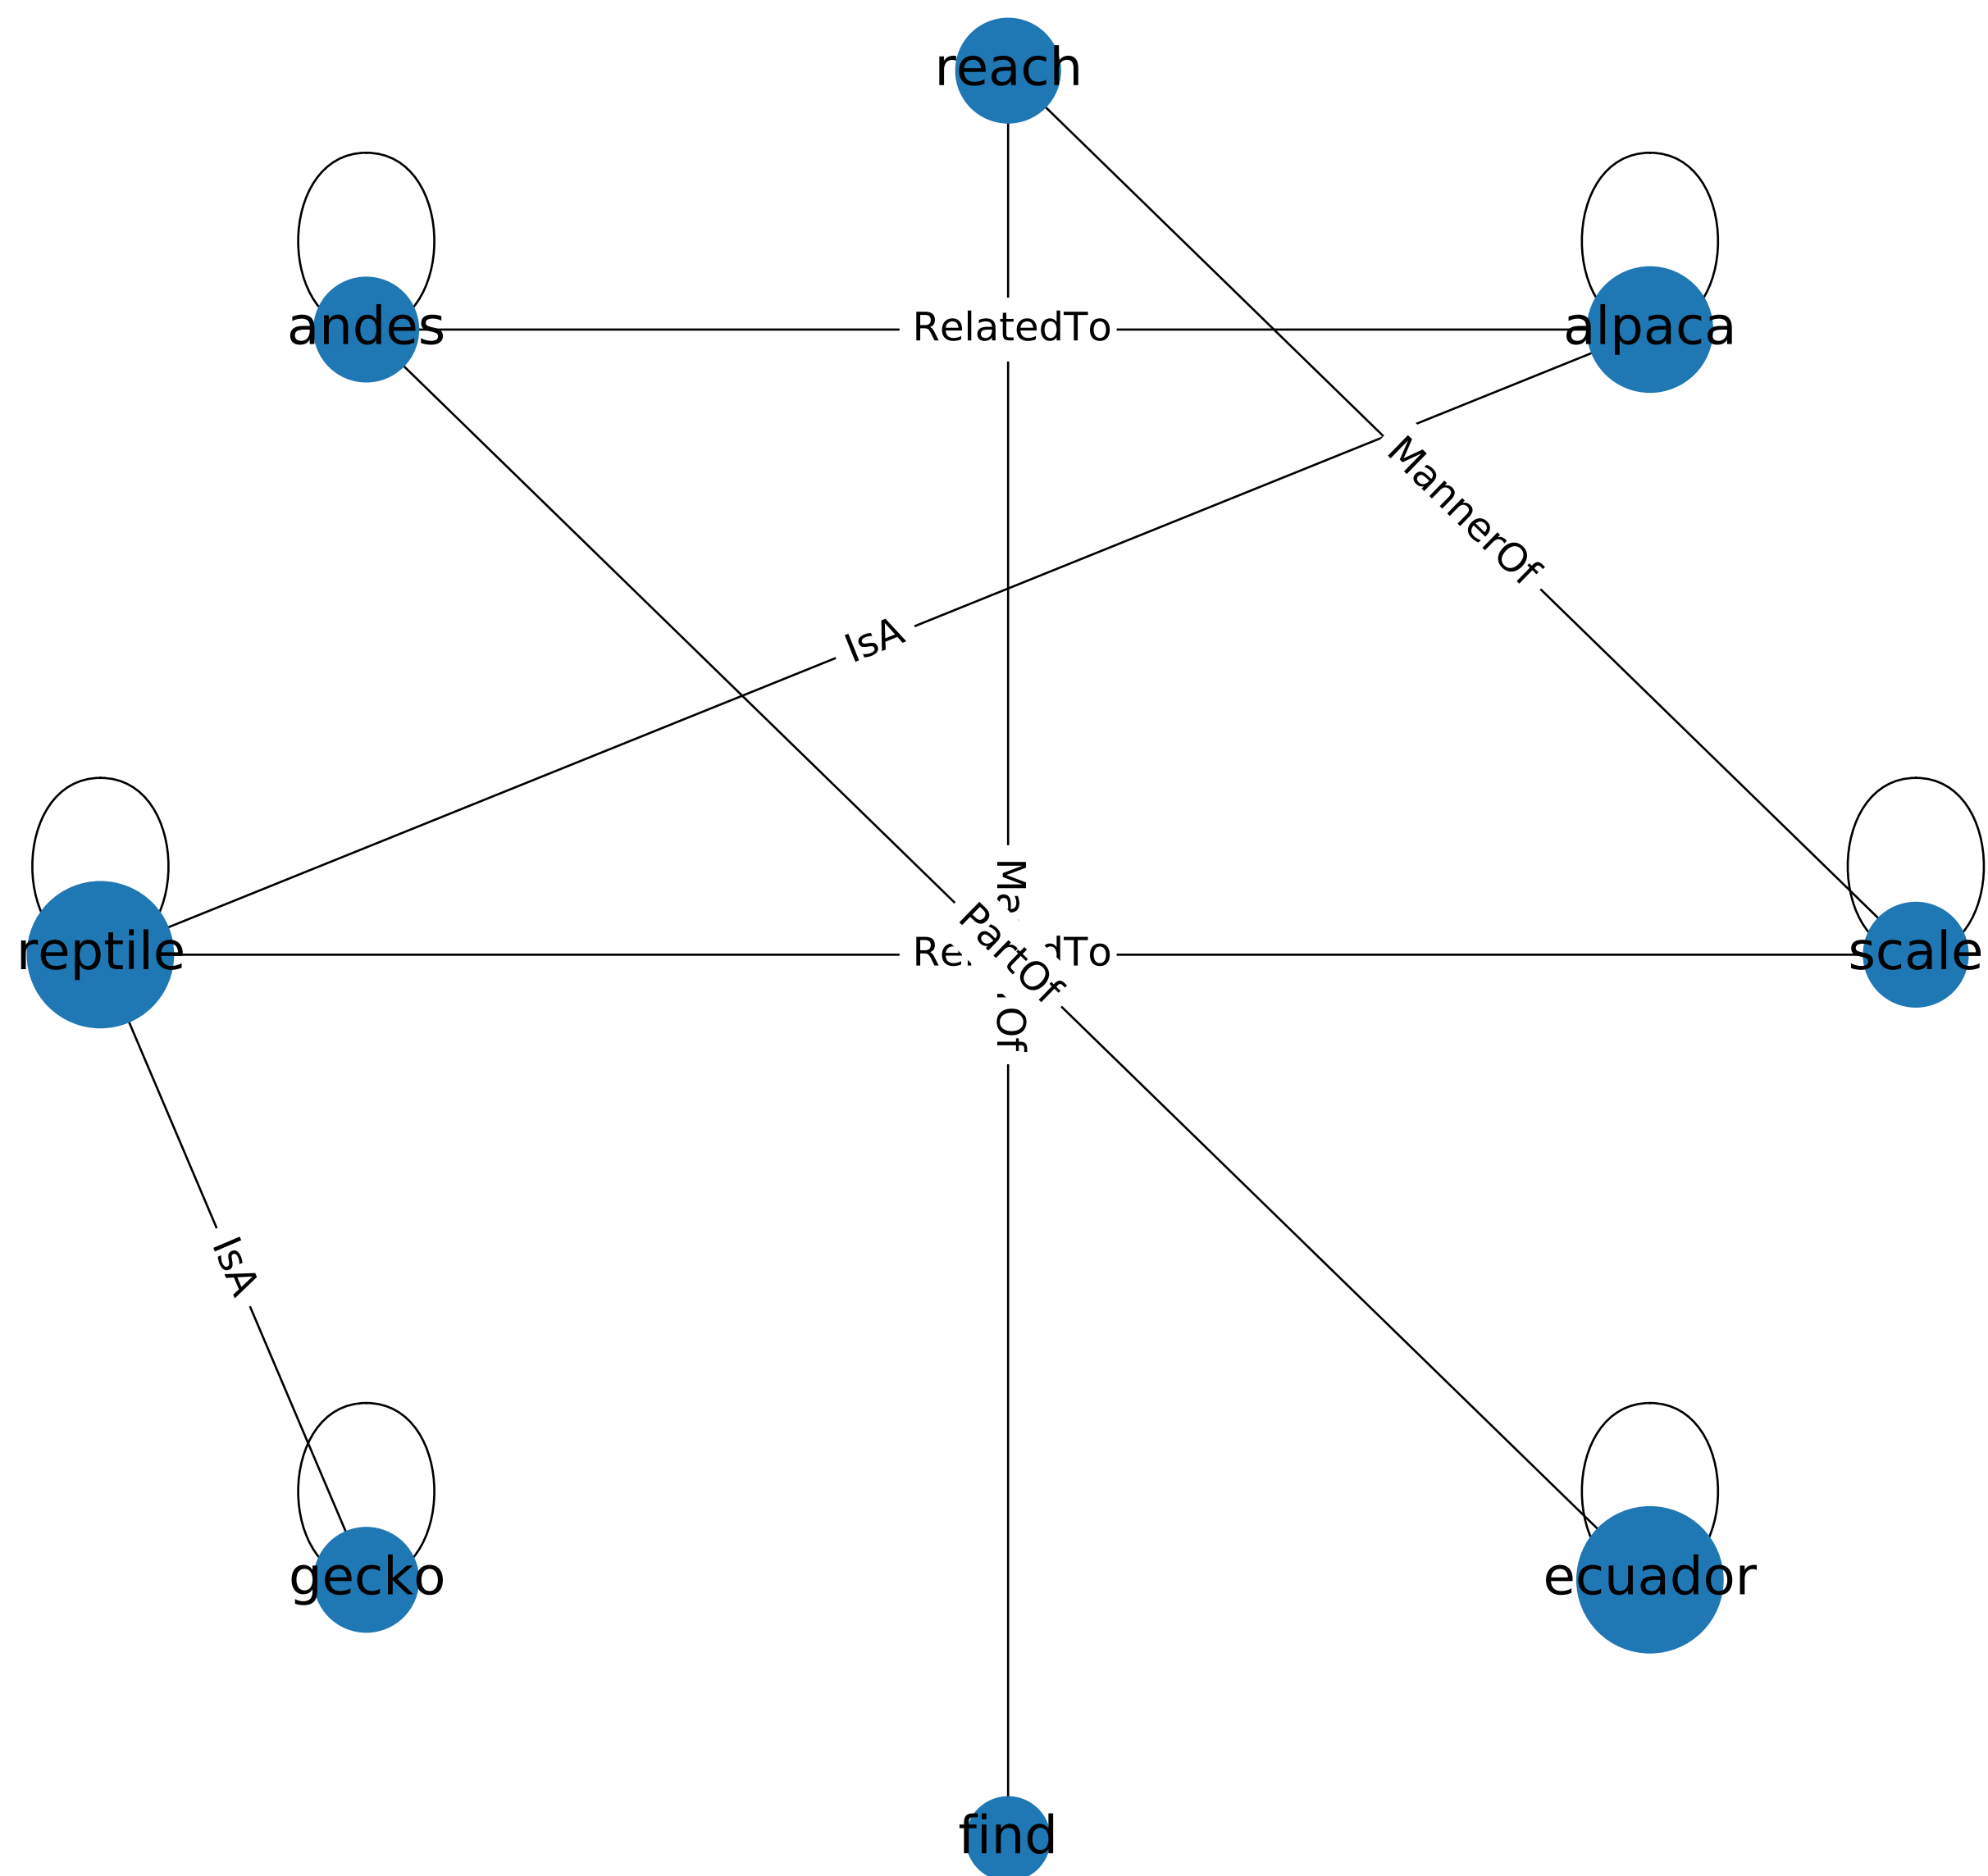 reach
andes
RelatedTo
alpaca
MannerOf
IsA
reptile
PartOf
scale
IsA
gecko
ecuador
find